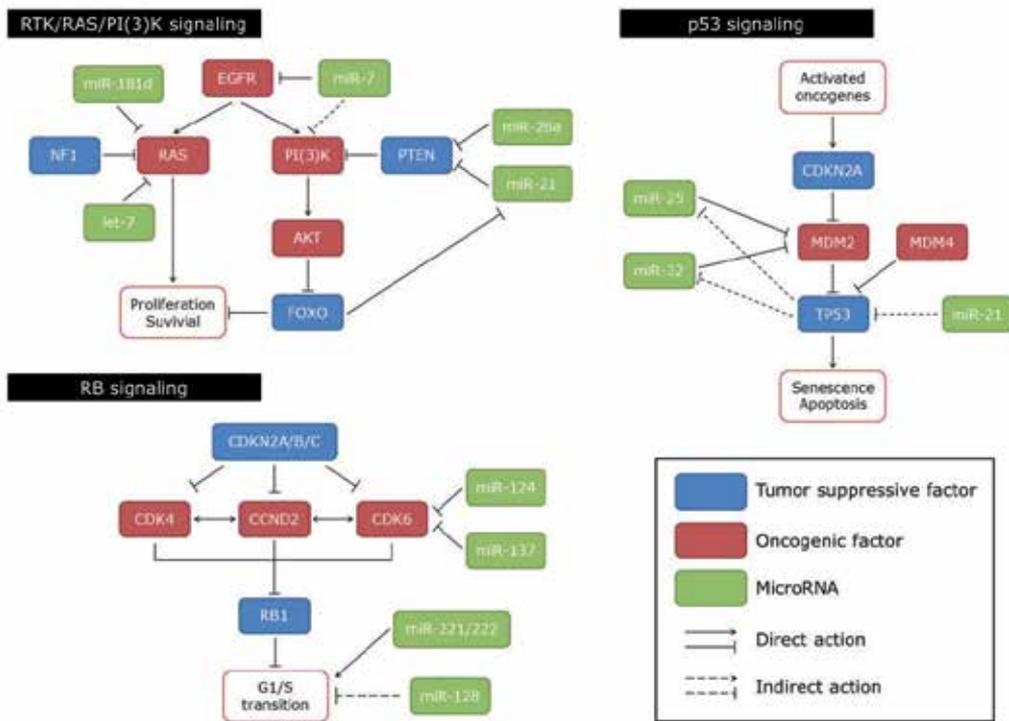 RTK/RAS/PI(3)K signaling
miR-181d
EGFR
miR-7
NF1
RAS
PI(3)K
PTEN
miR-26a
miR-21
let-7
AKT
Proliferation
Suvivial
FOXO
p53 signaling
Activated
oncogenes
CDKN2A
miR-25
MDM2
MDM4
miR-32
TP53
miR-21
Senescence
Apoptosis
RB signaling
CDKN2A/B/C
CDK4
CCND2
CDK6
miR-124
miR-137
RB1
miR-221/222
G1/S
transition
miR-128
Tumor suppressive factor
Oncogenic factor
MicroRNA
Direct action
Indirect action